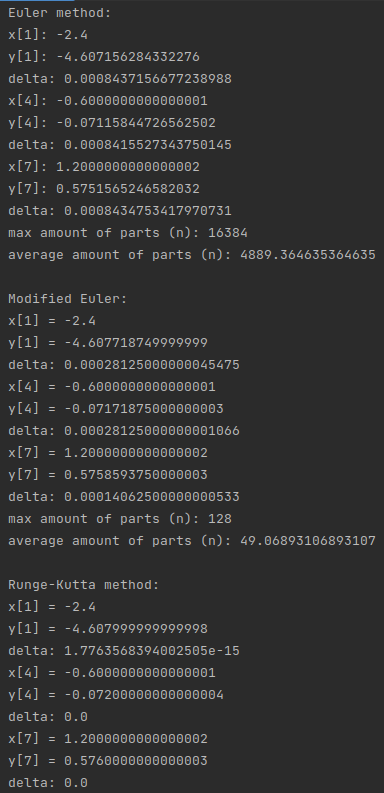 Euler method:
x[1]: -2.4
y[1]: -4.607156284332276
delta: 0.0008437156677238988
x[4]: -0.6000000000000001
y[4]: -0.07115844726562502
delta: 0.0008415527343750145
x[7]: 1.2000000000000002
y[7]: 0.5751565246582032
delta: 0.0008434753417970731
max amount of parts (n): 16384
average amount of parts (n): 4889.364635364635
Modified Euler:
x[1] = -2.4
y[1] = -4.607718749999999
delta: 0.00028125000000045475
x[4] = -0.6000000000000001
y[4] = -0.07171875000000003
delta: 0.00028125000000001066
x[7] = 1.2000000000000002
y[7] = 0.5758593750000003
delta: 0.00014062500000000533
max amount of parts (n): 128
average amount of parts (n): 49.06893106893107
Runge-Kutta method:
x[1] = -2.4
y[1] = -4.607999999999998
delta: 1.7763568394002505e-15
x[4] = -0.6000000000000001
y[4] = -0.07200000000000004
delta: 0.0
x[7] = 1.2000000000000002
y[7] = 0.5760000000000003
delta: 0.0